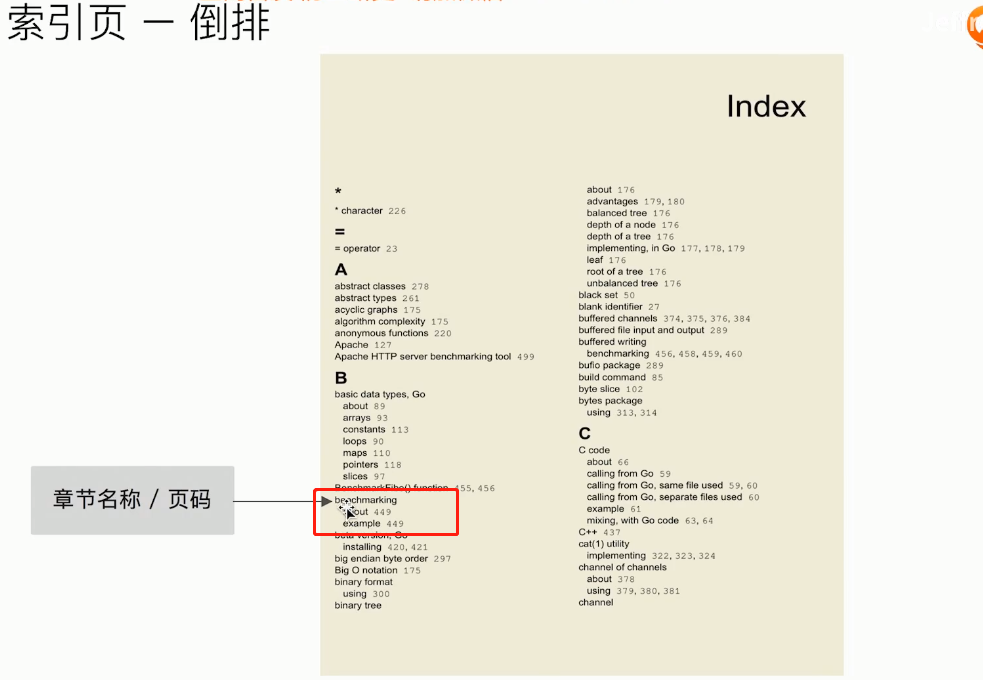 索引页 — 倒排
Index
*
* character 226
=
= operator 23
A
abstract classes 278
abstract types 261
acyclic graphs 175
algorithm complexity 175
anonymous functions 220
Apache 127
Apache HTTP server benchmarking tool 499
B
basic data types, Go
about 89
arrays 93
constants 113
loops 90
maps 110
pointers 118
slices 97
BenchmarkFibo() function 455, 456
benchmarking
about 449
example 449
beta version, Go
installing 420, 421
big endian byte order 297
Big O notation 175
binary format
using 300
binary tree
about 176
advantages 179, 180
balanced tree 176
depth of a node 176
depth of a tree 176
implementing, in Go 177, 178, 179
leaf 176
root of a tree 176
unbalanced tree 176
black set 50
blank identifier 27
buffered channels 374, 375, 376, 384
buffered file input and output 289
buffered writing
benchmarking 456, 458, 459, 460
bufio package 289
build command 85
byte slice 102
bytes package
using 313, 314
C
C code
about 66
calling from Go 59
calling from Go, same file used 59, 60
calling from Go, separate files used 60
example 61
mixing, with Go code 63, 64
C++ 437
cat(1) utility
implementing 322, 323, 324
channel of channels
about 378
using 379, 380, 381
channel
章节名称 / 页码